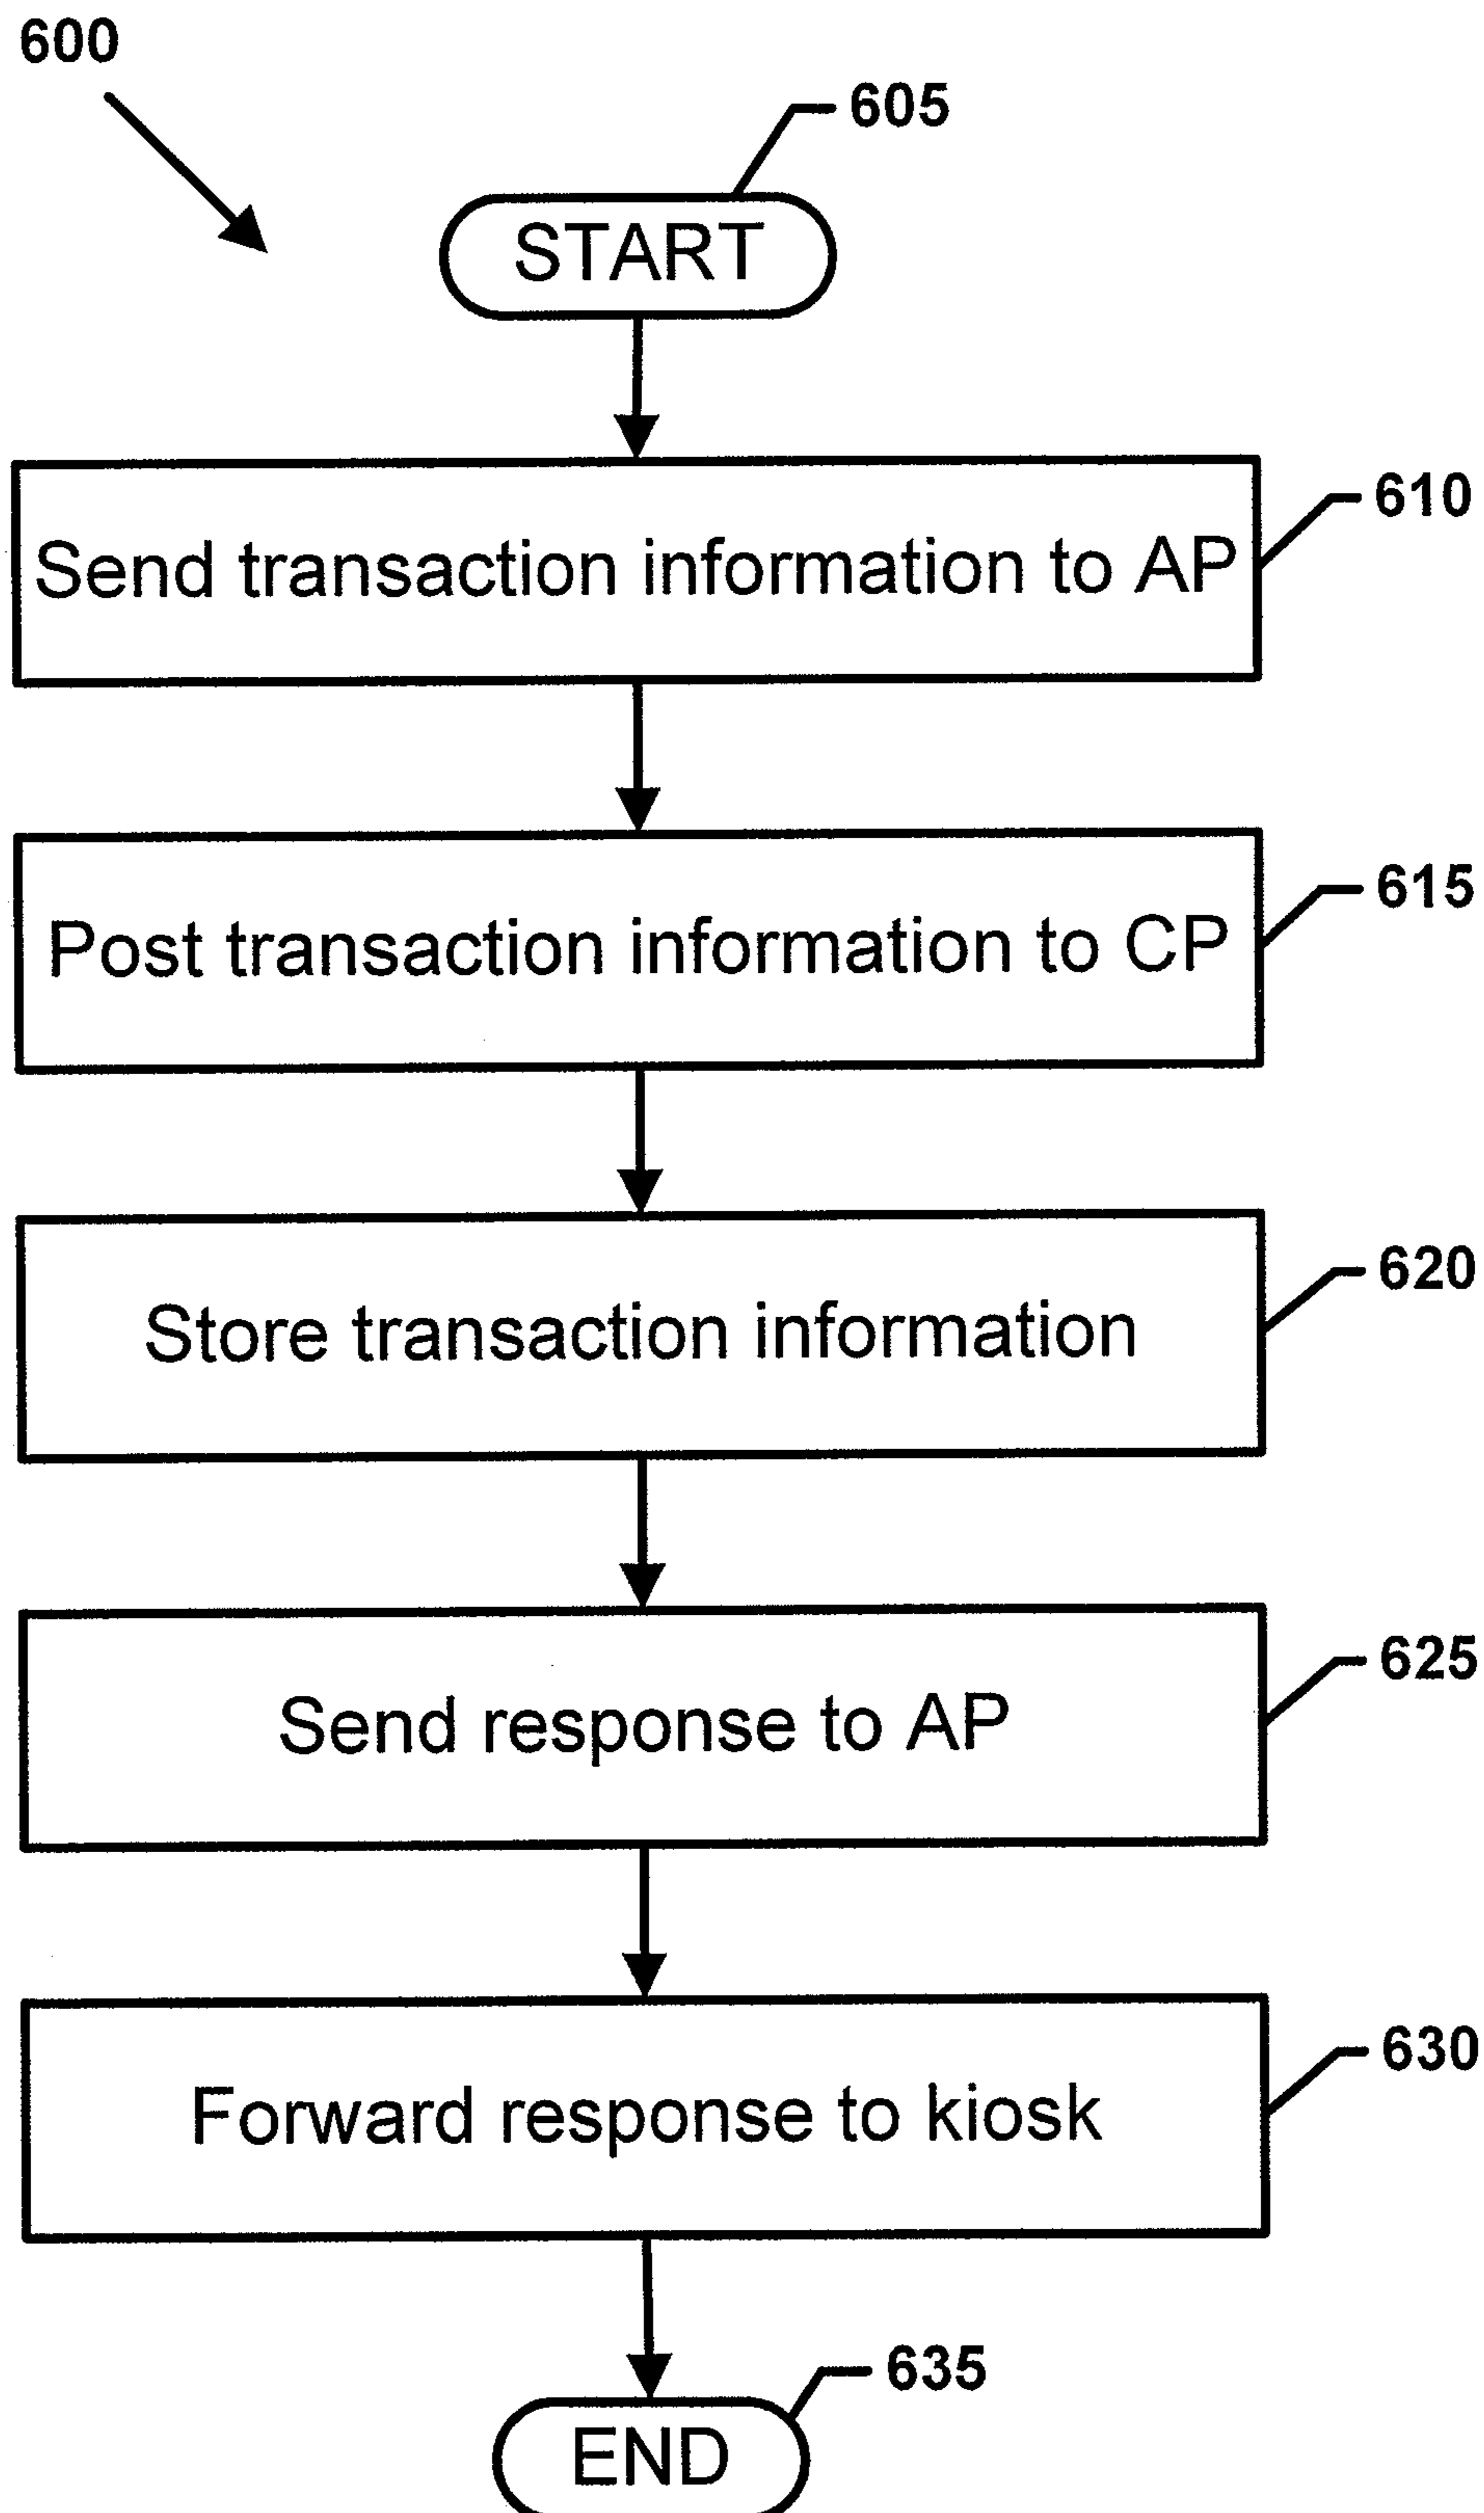 600
605
START
610
Send transaction information to AP
615
Post transaction information to CP
620
Store transaction information
625
Send response to AP
630
Forward response to kiosk
635
END